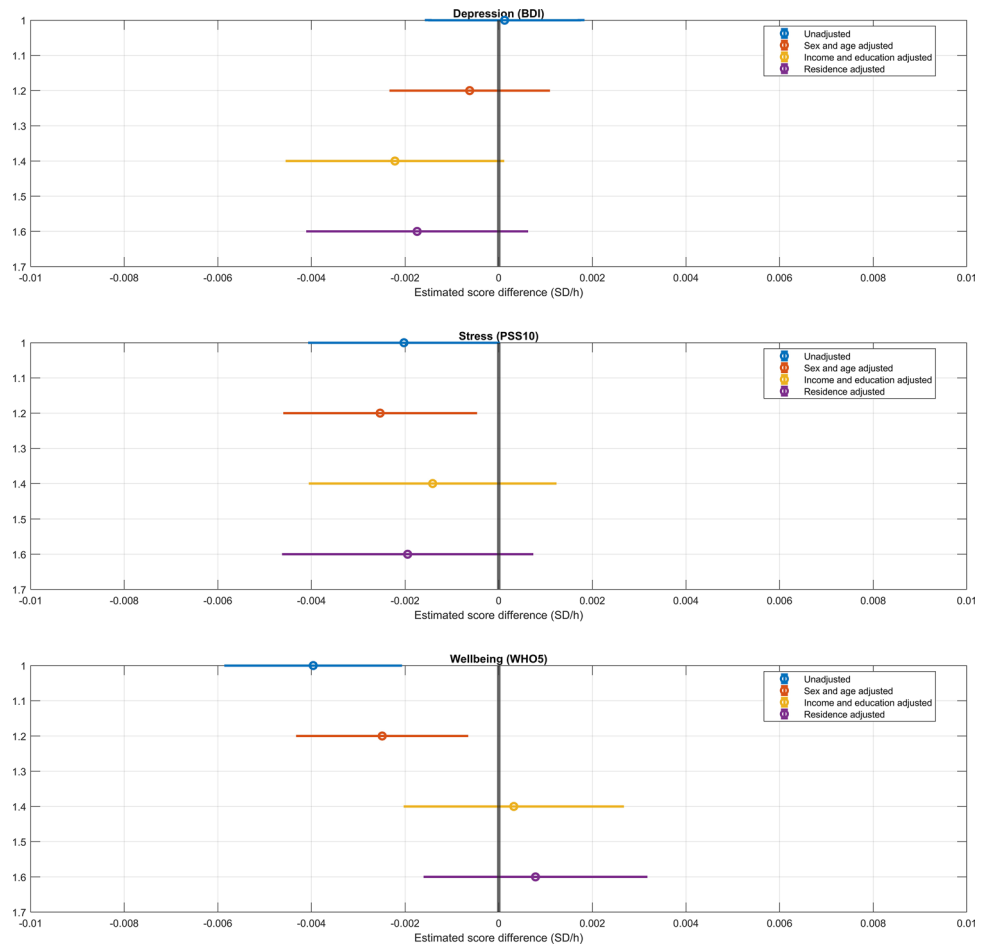 Depression (BDI)
1
1.1
1.2
1.3
1.4
1.5
1.6
1.7
Unadjusted
Sex and age adjusted
Income and education adjusted
Residence adjusted
-0.01 -0.008 -0.006 -0.004 -0.002 0 0.002 0.004 0.006 0.008 0.01
Estimated score difference (SD/h)
Stress (PSS10)
1
1.1
1.2
1.3
1.4
1.5
1.6
1.7
Unadjusted
Sex and age adjusted
Income and education adjusted
Residence adjusted
-0.01 -0.008 -0.006 -0.004 -0.002 0 0.002 0.004 0.006 0.008 0.01
Estimated score difference (SD/h)
Wellbeing (WHO5)
1
1.1
1.2
1.3
1.4
1.5
1.6
1.7
Unadjusted
Sex and age adjusted
Income and education adjusted
Residence adjusted
-0.01 -0.008 -0.006 -0.004 -0.002 0 0.002 0.004 0.006 0.008 0.01
Estimated score difference (SD/h)